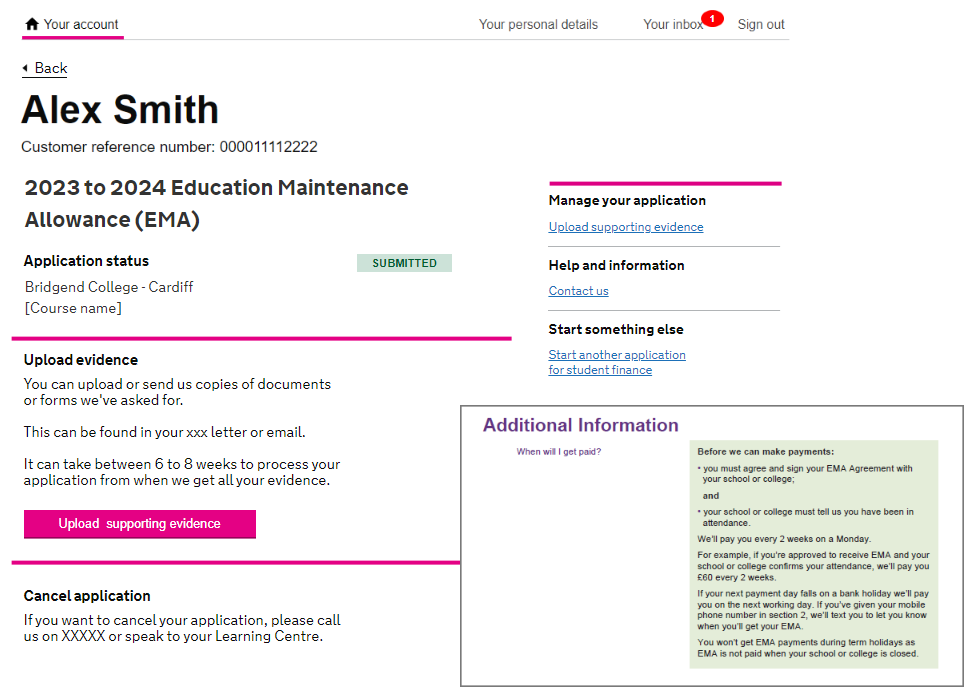 Your account
Your personal details
Your inbox
1
Sign out
Back
Alex Smith
Customer reference number: 000011112222
2023 to 2024 Education Maintenance
Allowance (EMA)
Application status
SUBMITTED
Bridgend College - Cardiff
[Course name]
Upload evidence
You can upload or send us copies of documents
or forms we've asked for.
This can be found in your xxx letter or email.
It can take between 6 to 8 weeks to process your
application from when we get all your evidence.
Upload supporting evidence
Cancel application
If you want to cancel your application, please call
us on XXXXX or speak to your Learning Centre.
Manage your application
Upload supporting evidence
Help and information
Contact us
Start something else
Start another application
for student finance
Additional Information
When will I get paid?
Before we can make payments:
• you must agree and sign your EMA Agreement with
your school or college;
and
• your school or college must tell us you have been in
attendance.
We'll pay you every 2 weeks on a Monday.
For example, if you're approved to receive EMA and your
school or college confirms your attendance, we'll pay you
£60 every 2 weeks.
If your next payment day falls on a bank holiday we'll pay
you on the next working day. If you've given your mobile
phone number in section 2, we'll text you to let you know
when you'll get your EMA.
You won't get EMA payments during term holidays as
EMA is not paid when your school or college is closed.